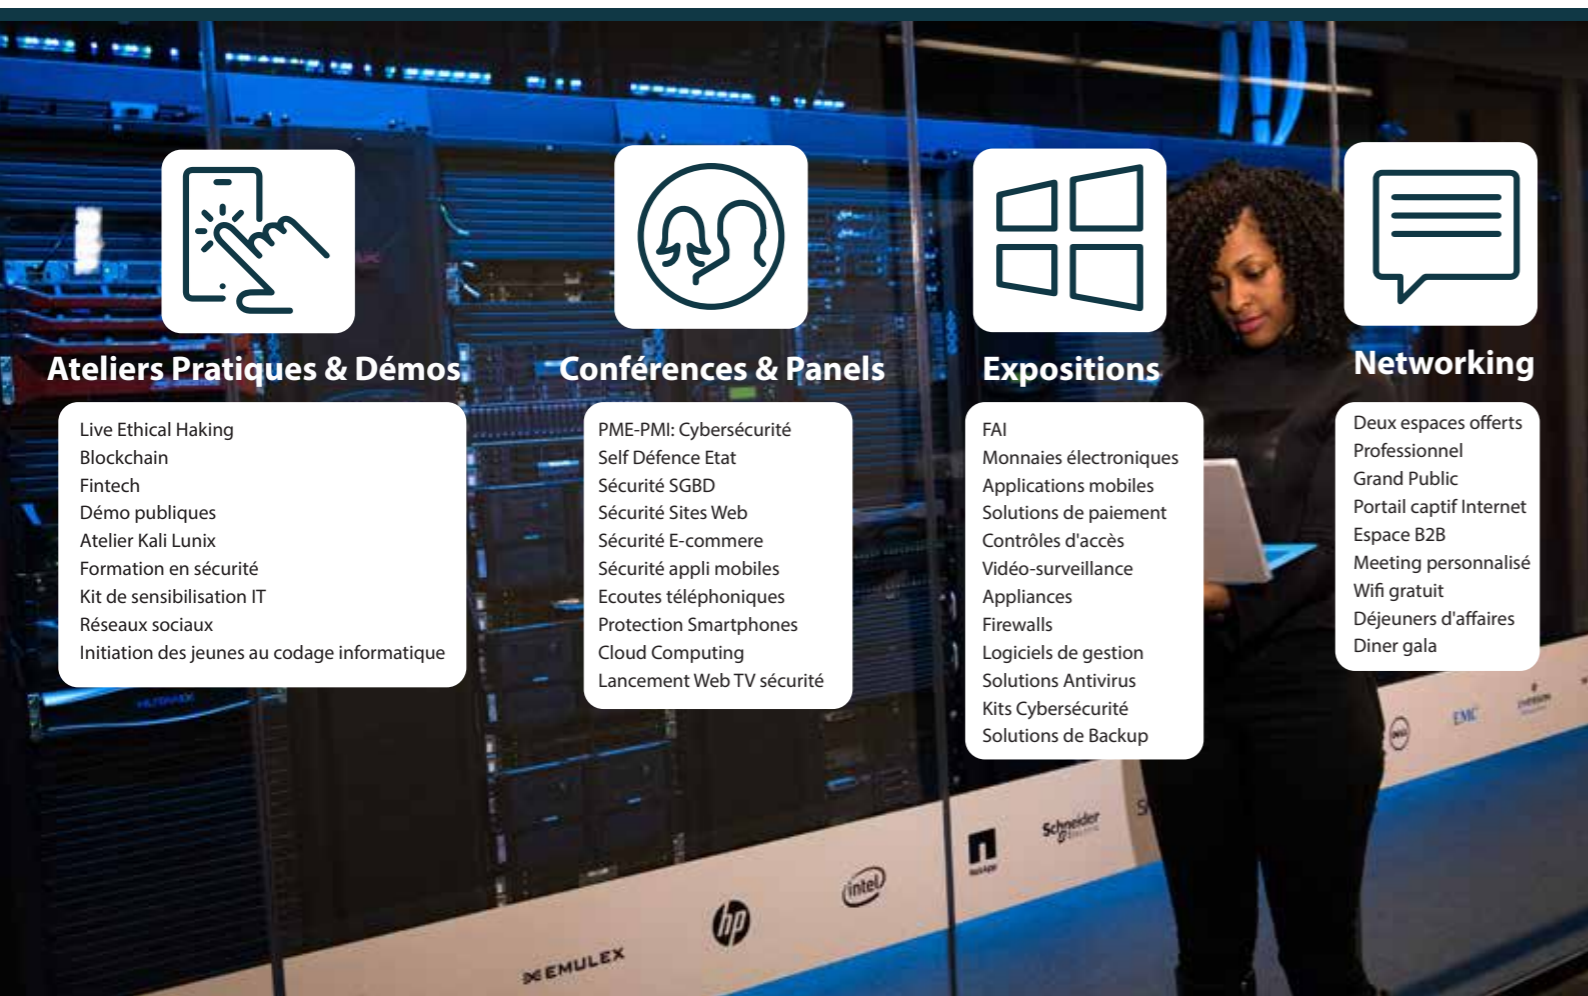 Ateliers Pratiques & Démos
Live Ethical Haking
Blockchain
Fintech
Démo publiques
Atelier Kali Lunix
Formation en sécurité
Kit de sensibilisation IT
Réseaux sociaux
Initiation des jeunes au codage informatique
Conférences & Panels
PME-PMI: Cybersécurité
Self Défence Etat
Sécurité SGBD
Sécurité Sites Web
Sécurité E-commere
Sécurité appli mobiles
Ecoutes téléphoniques
Protection Smartphones
Cloud Computing
Lancement Web TV sécurité
Expositions
FAI
Monnaies électroniques
Applications mobiles
Solutions de paiement
Contrôles d'accès
Vidéo-surveillance
Appliances
Firewalls
Logiciels de gestion
Solutions Antivirus
Kits Cybersécurité
Solutions de Backup
Networking
Deux espaces offerts
Professionnel
Grand Public
Portail captif Internet
Espace B2B
Meeting personnalisé
Wifi gratuit
Déjeuners d'affaires
Diner gala
EMULEX
hp
intel
NetApp
Schneider
DELL
EMC